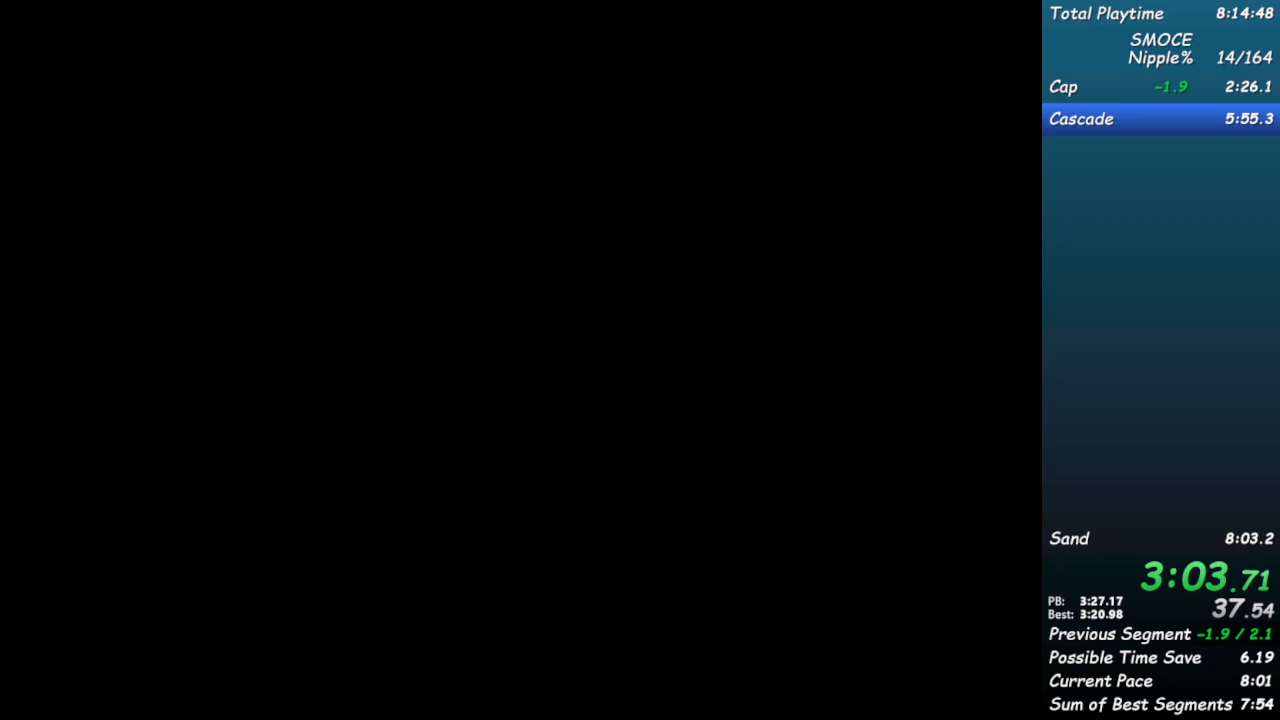 Total Playtime 8:14:48
SMOCE
Nipple% 14/164
Cap -1.9 2:26.1
Cascade 5:55.3
Sand 8:03.2
3:03.71
PB: 3:27.17
37.54
Best: 3:20.98
Previous Segment -1.9 / 2.1
Possible Time Save 6.19
Current Pace 8:01
Sum of Best Segments 7:54